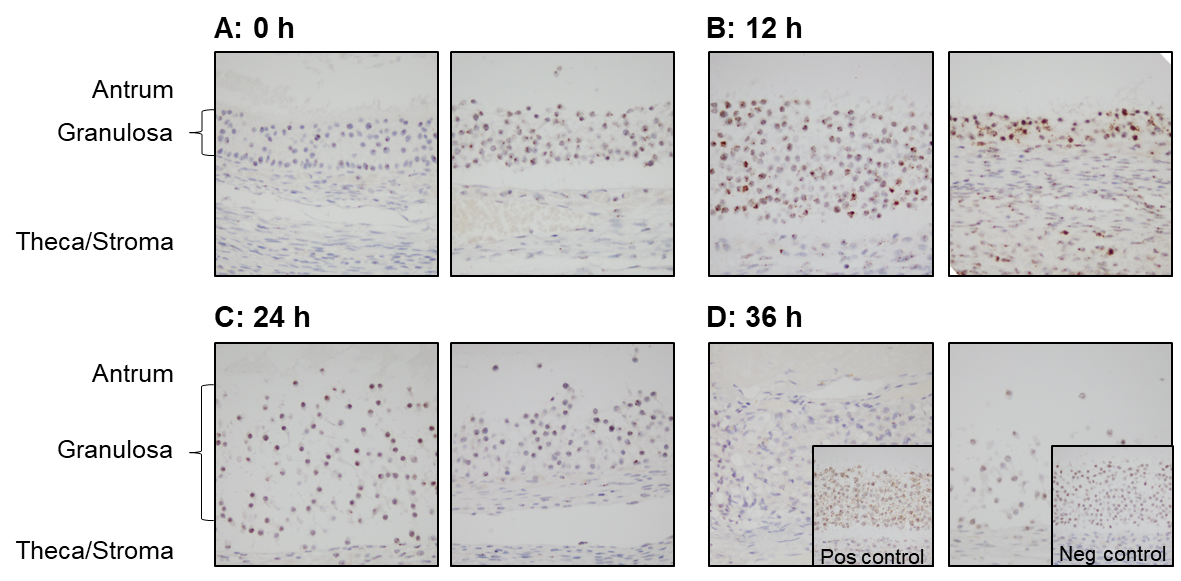 A: 0 h
B: 12 h
Antrum
Granulosa
Theca/Stroma
C: 24 h
D: 36 h
Antrum
Granulosa
Theca/Stroma
Pos control
Neg control